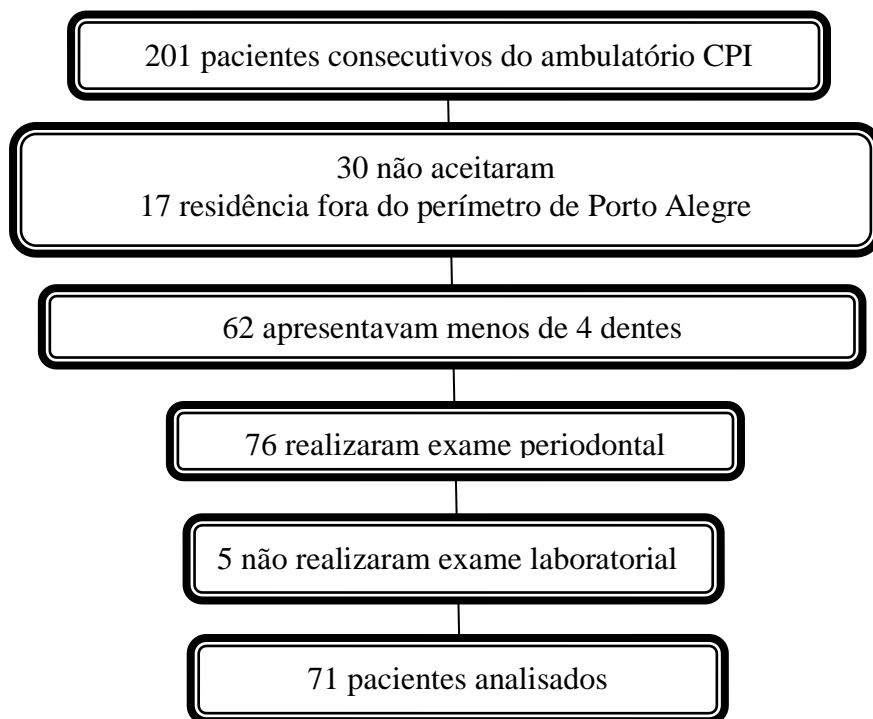 201 pacientes consecutivos do ambulatório CPI
30 não aceitaram
17 residência fora do perímetro de Porto Alegre
62 apresentavam menos de 4 dentes
76 realizaram exame periodontal
5 não realizaram exame laboratorial
71 pacientes analisados